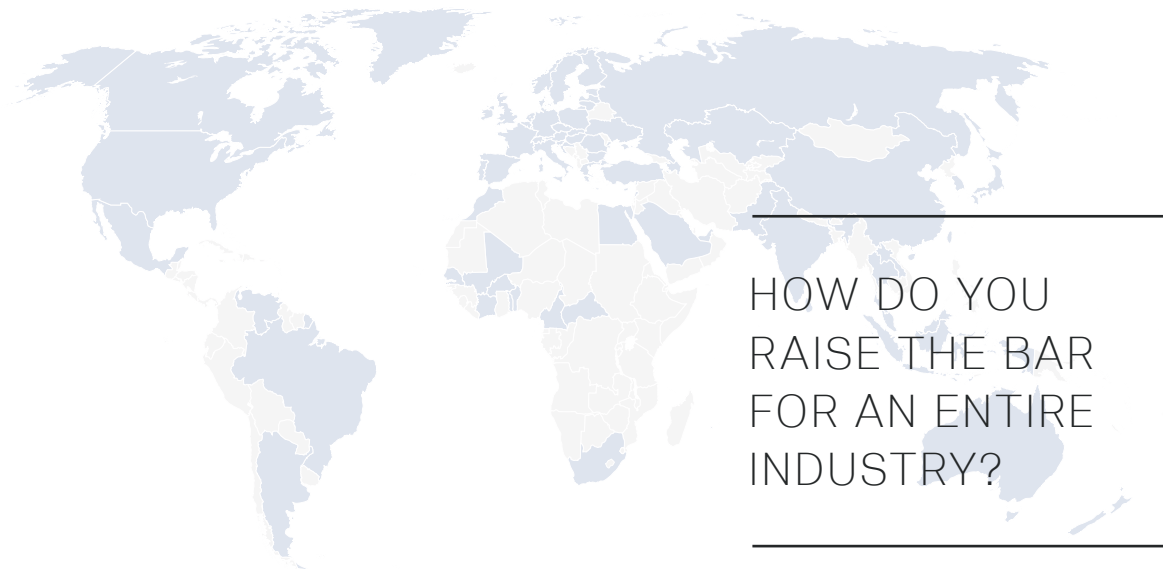 HOW DO YOU
RAISE THE BAR
FOR AN ENTIRE
INDUSTRY?